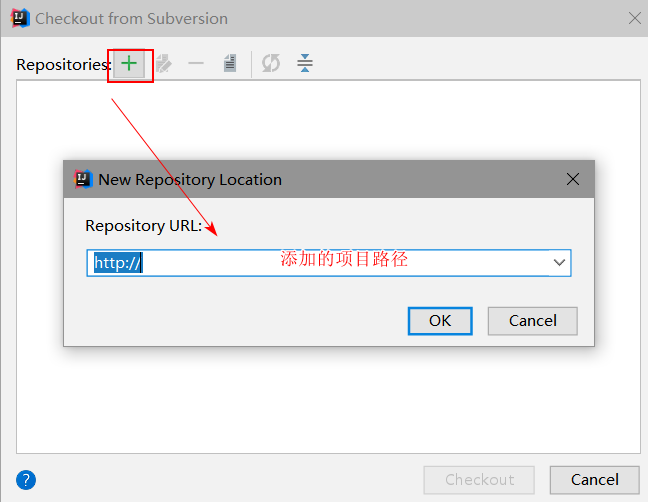 Checkout from Subversion
Repositories:
New Repository Location
Repository URL:
http://
添加的项目路径
OK
Cancel
?
Checkout
Cancel